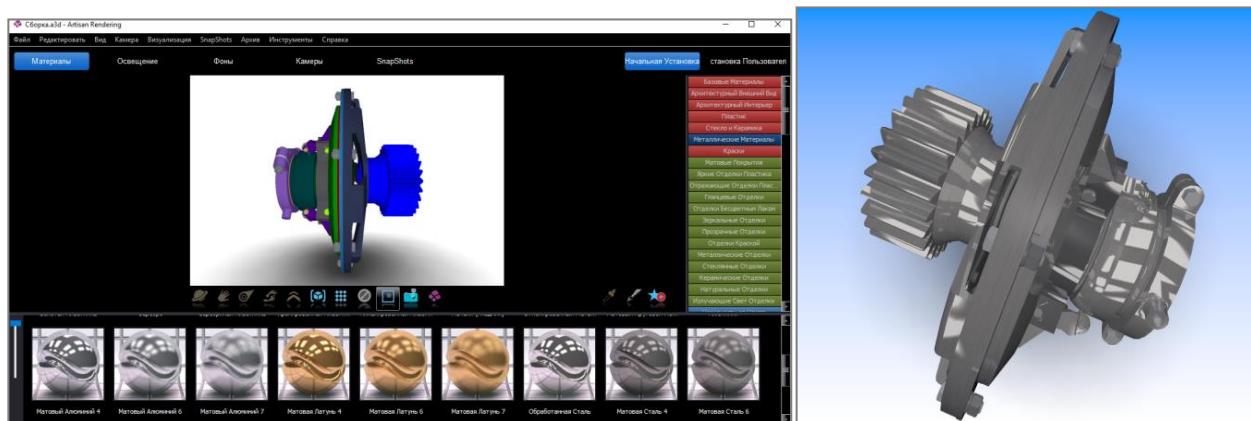 Сборка.a3d - Artisan Rendering
Файл Редактировать Вид Камера Визуализация SnapShots Архив Инструменты Справка
Материалы Освещение Фоны Камеры SnapShots Начальная Установка становка Пользовател
Базовые Материалы
Архитектурный Внешний Вид
Архитектурный Интерьер
Пластик
Стекло и Керамика
Металлические Материалы
Краски
Матовые Покрытия
Яркие Отделки Пластика
Отражающие Отделки Плас...
Глянцевые Отделки
Отделки Бесцветным Лаком
Зеркальные Отделки
Прозрачные Отделки
Отделки Краской
Металлические Отделки
Стеклянные Отделки
Керамические Отделки
Натуральные Отделки
Излучающие Свет Отделки
Матовый Алюминий 4 Матовый Алюминий 6 Матовый Алюминий 7 Матовая Латунь 4 Матовая Латунь 6 Матовая Латунь 7 Обработанная Сталь Матовая Сталь 4 Матовая Сталь 6